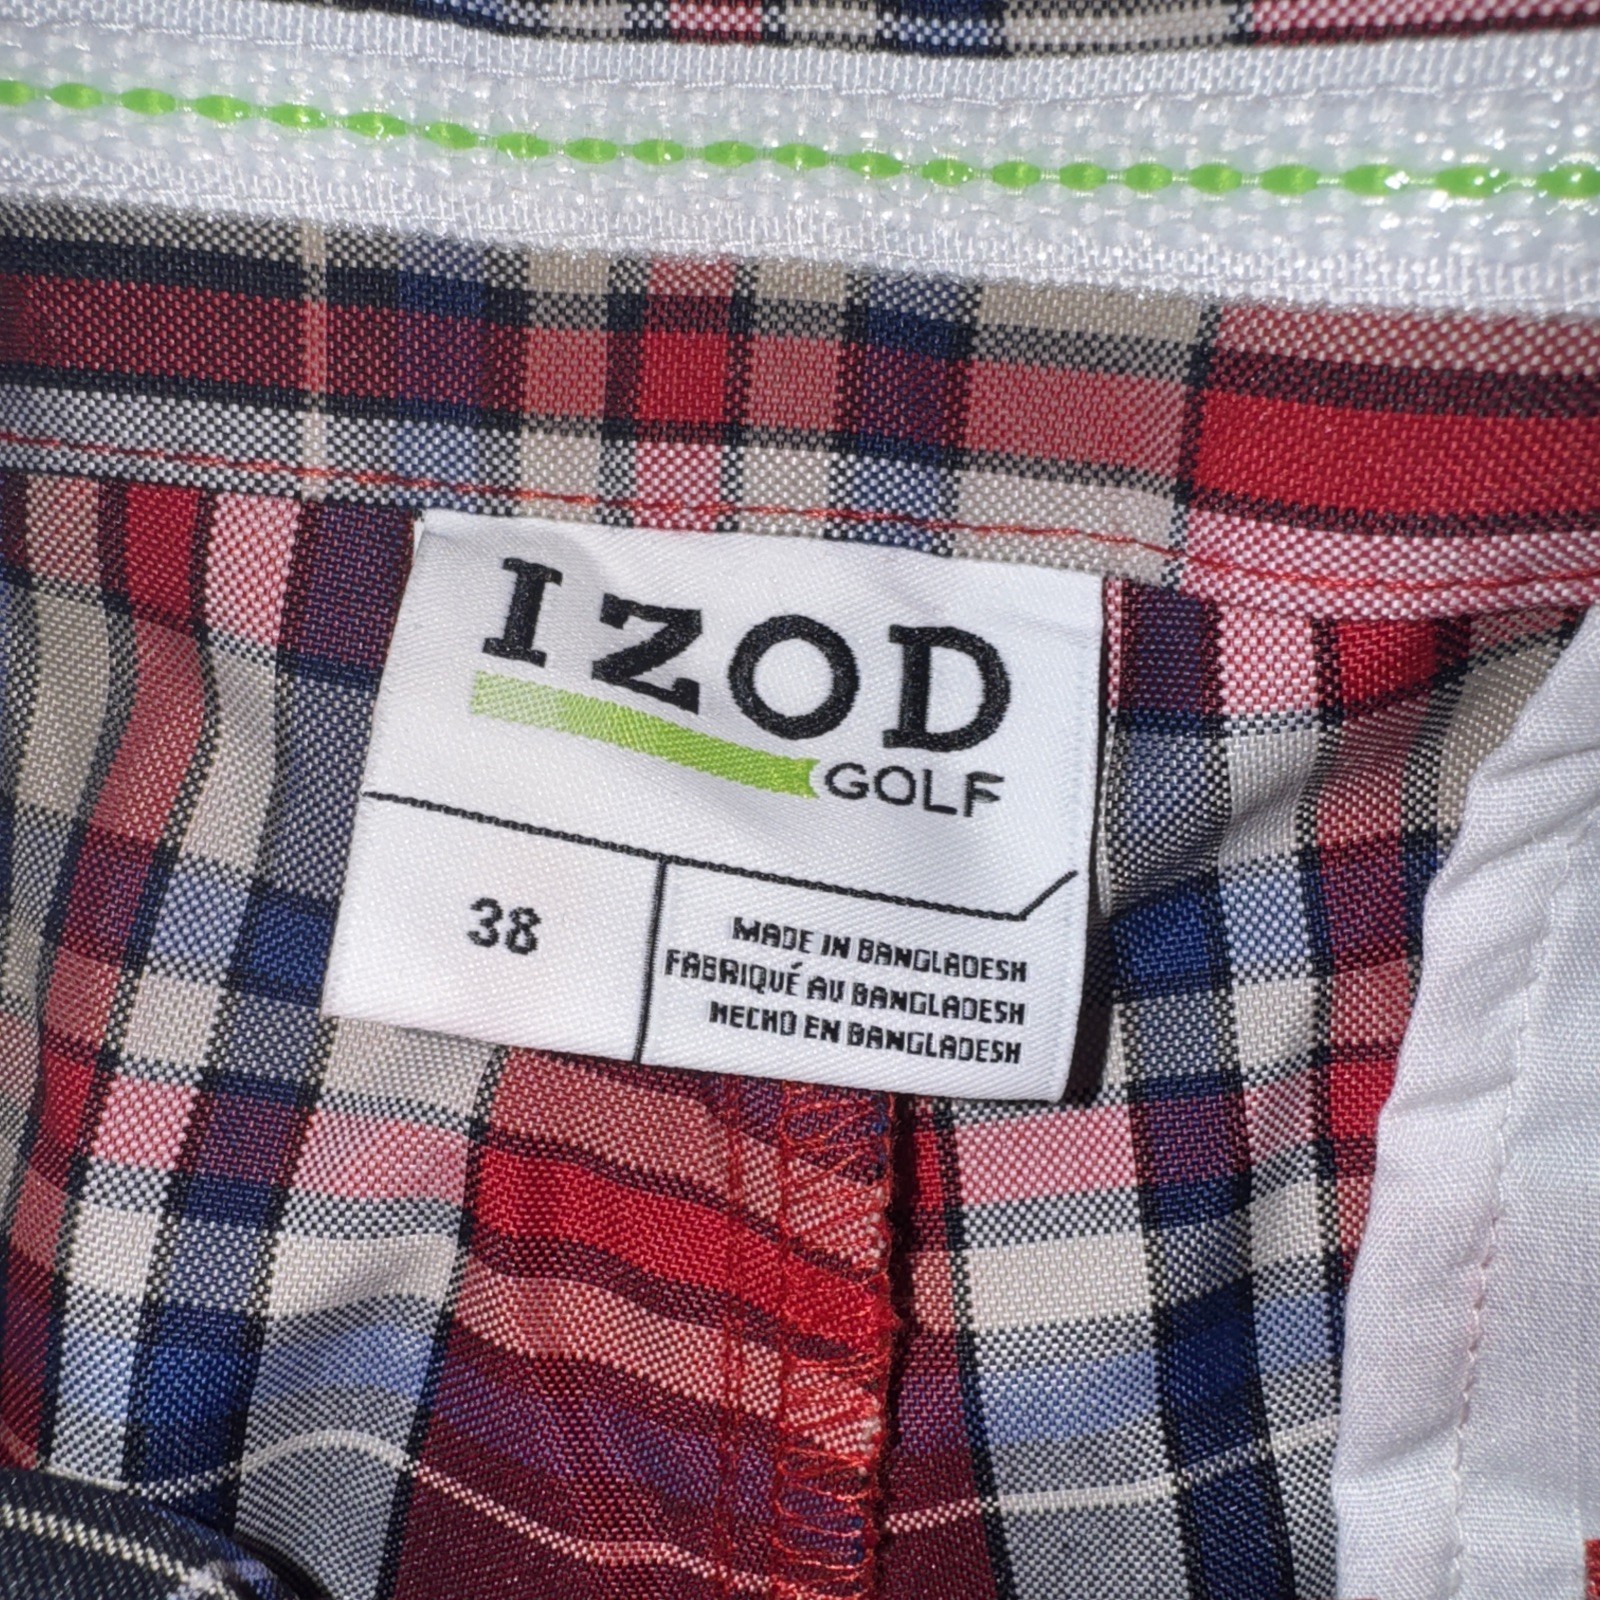 IZOD
GOLF
38
MADE IN BANGLADESH
FABRIQUÉ AU BANGLADESH
HECHO EN BANGLADESH